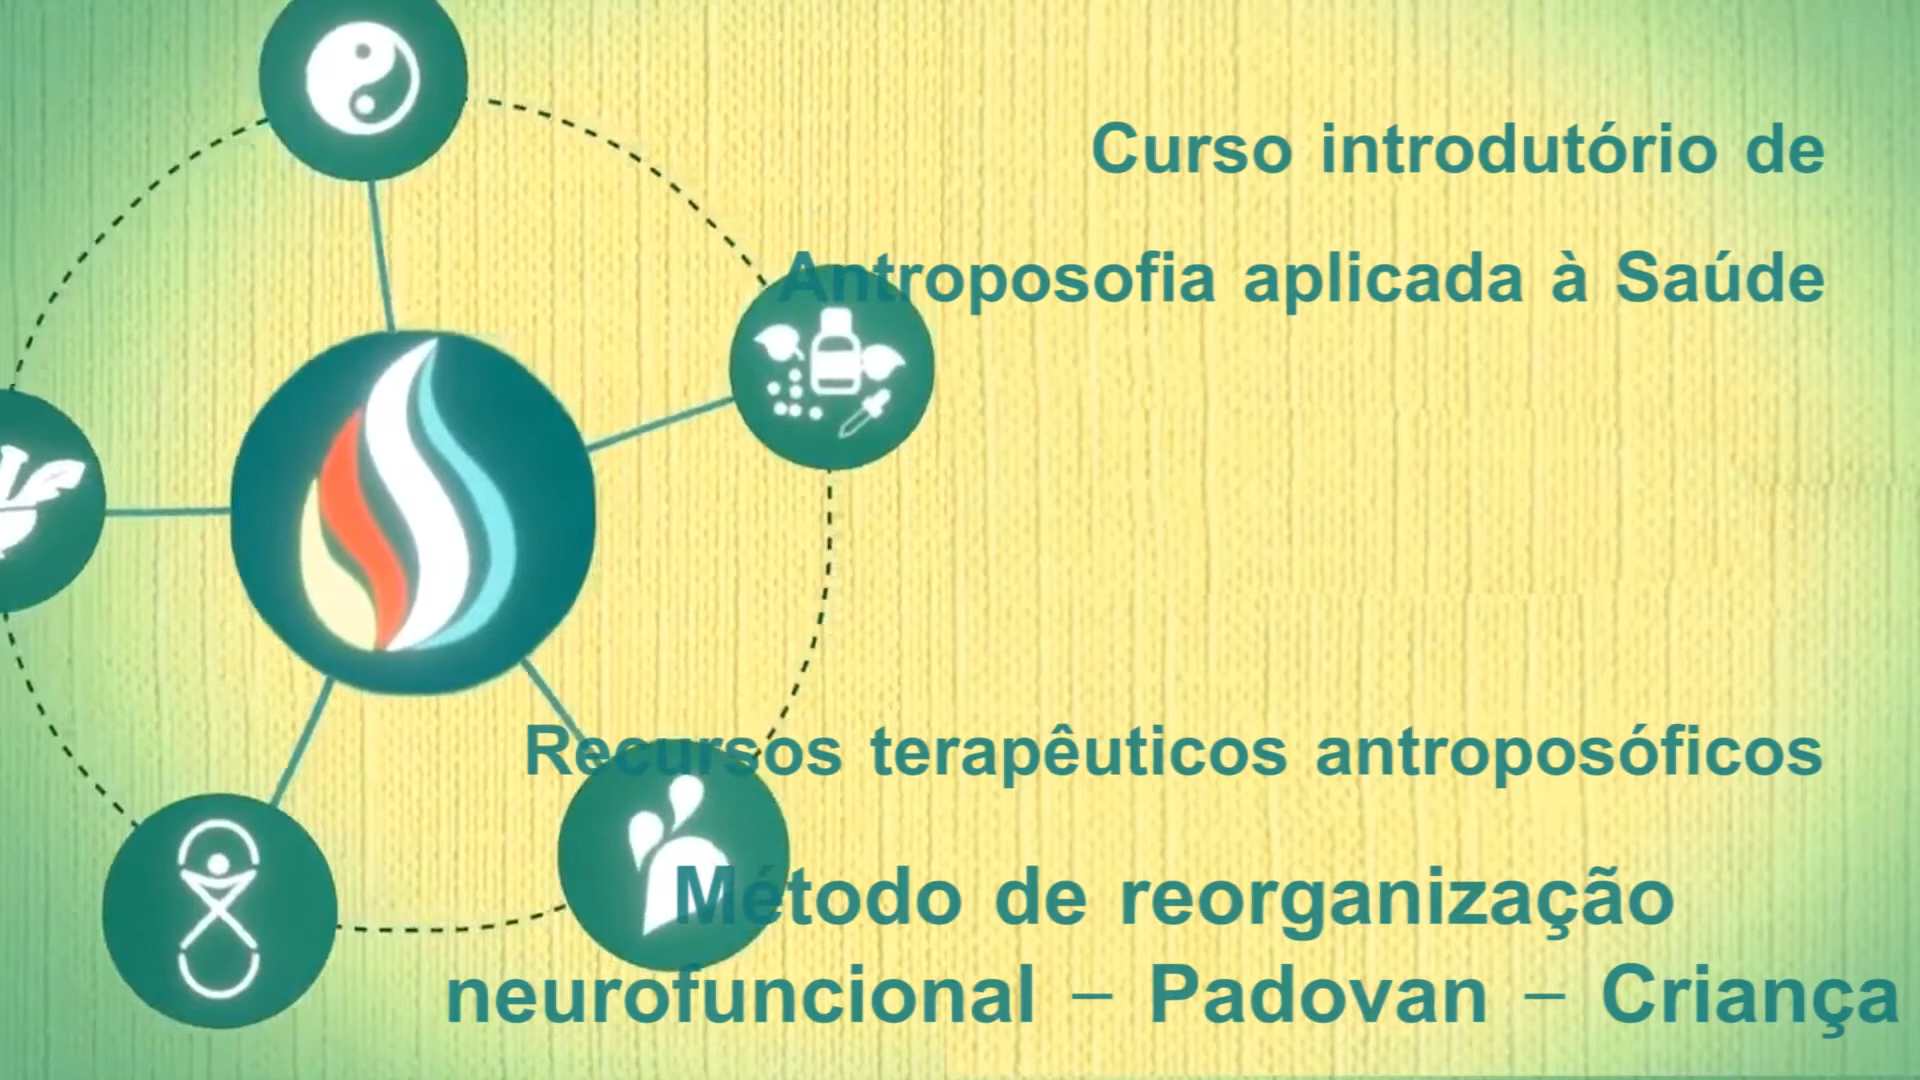 Curso introdutório de
Antroposofia aplicada à Saúde
Recursos terapêuticos antroposóficos
Método de reorganização
neurofuncional – Padovan – Criança